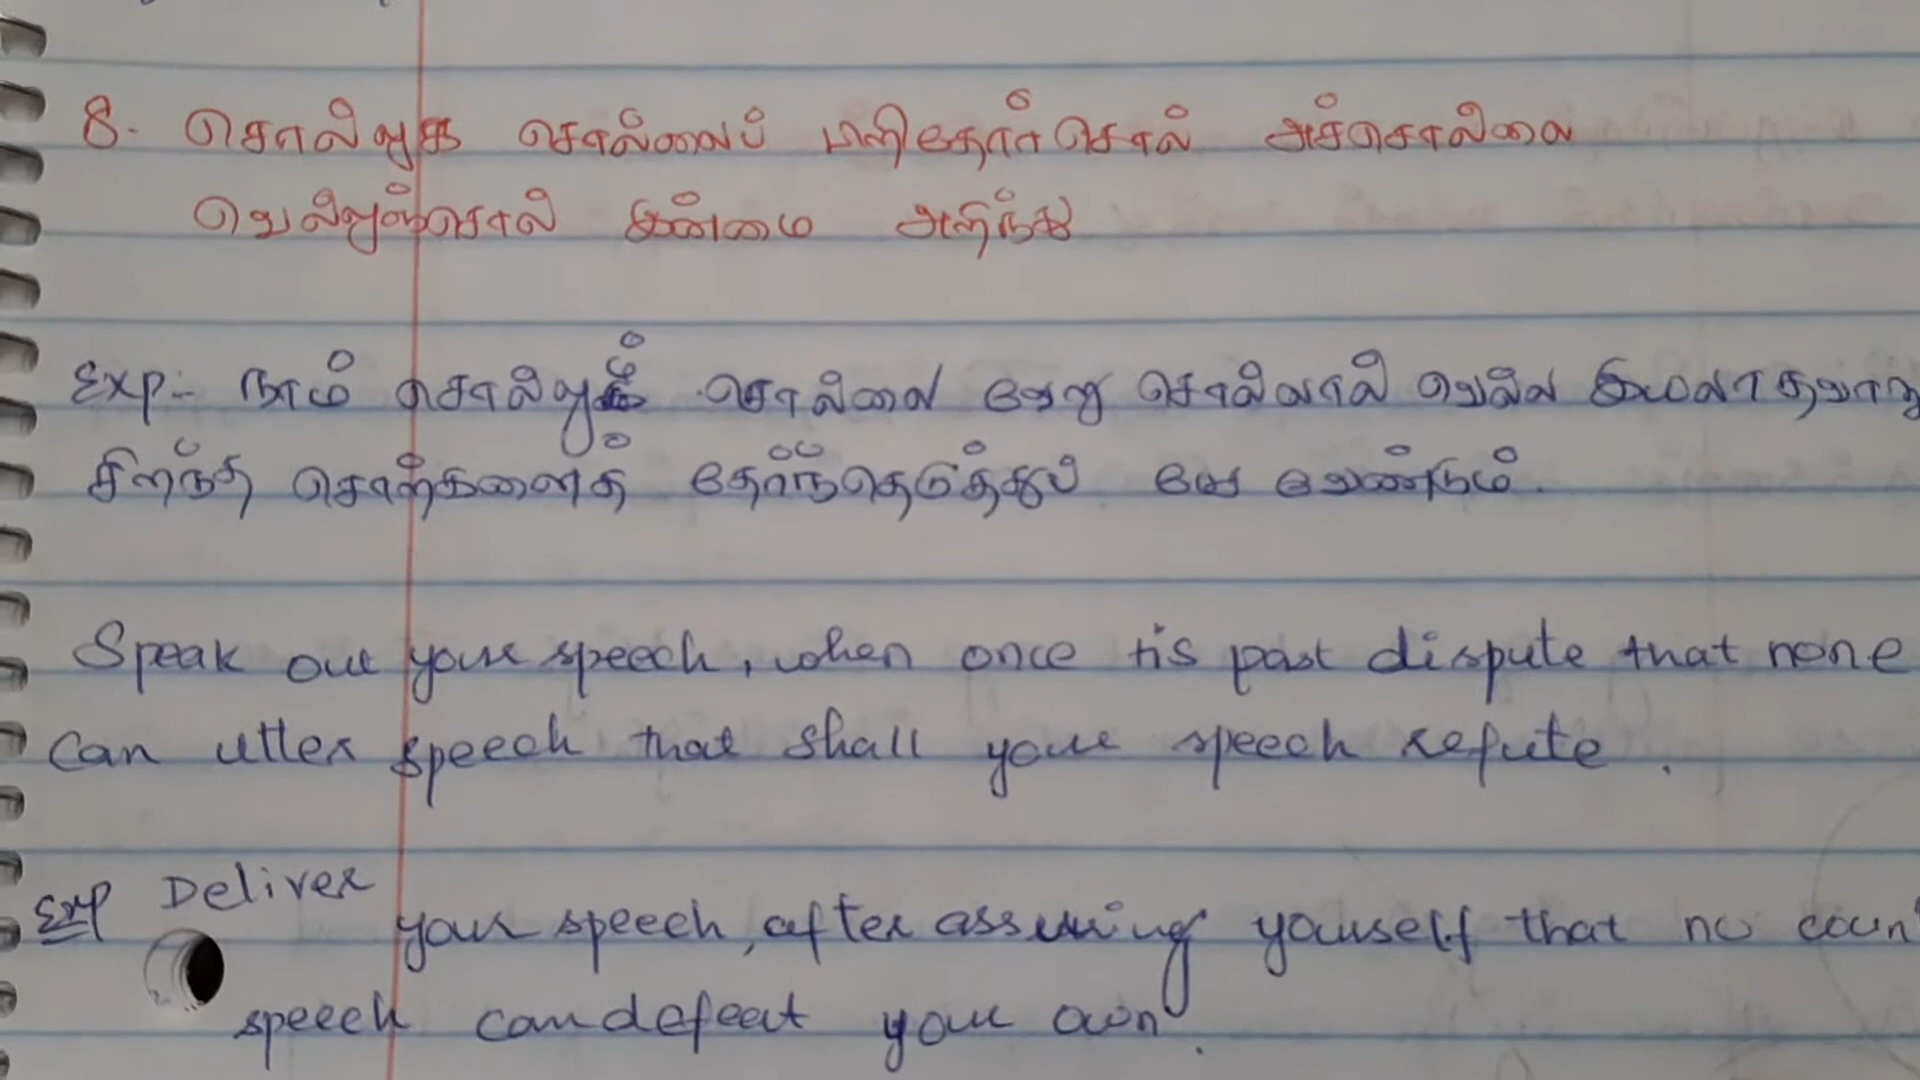 8. சொல்லுக சொல்லைப் பிறிதோர்சொல் அச்சொல்லை
வெல்லுஞ்சொல் இன்மை அறிந்து
Exp:- நாம் சொல்லும் சொல்லை வேறு சொல்லால் வெல்ல இயலாதவாறு
சிறந்த சொற்களைத் தேர்ந்தெடுத்துப் பேச வேண்டும்.
Speak out your speech, when once tis past dispute that none
can utter speech that shall your speech refute.
Exp Deliver your speech, after assuring yourself that no coun
speech can defeat your own.